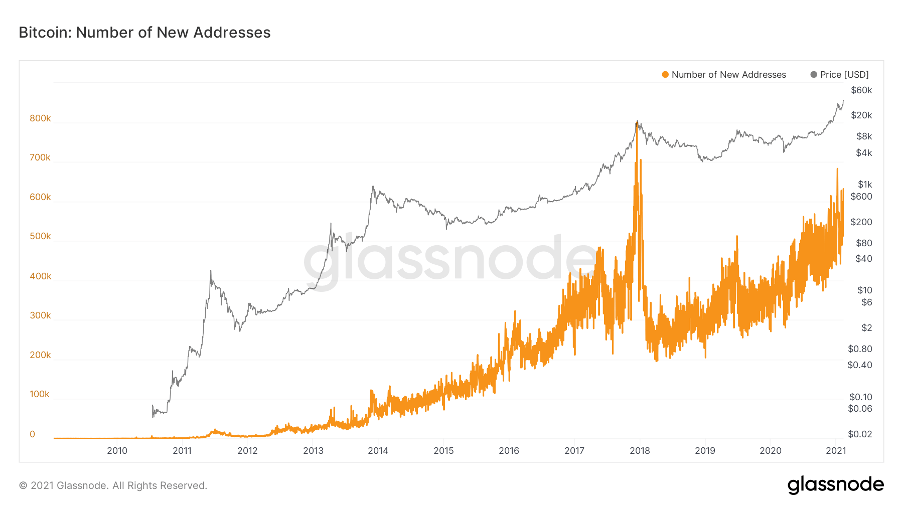 Bitcoin: Number of New Addresses
Number of New Addresses Price [USD]
$60k
800k
$20k
$8k
700k
$4k
600k
$1k
$600
500k
$200
$80
400k
$40
300k
$10
$6
200k
$2
$0.80
100k
$0.40
$0.10
$0.06
0
$0.02
glassnode
2010 2011 2012 2013 2014 2015 2016 2017 2018 2019 2020 2021
© 2021 Glassnode. All Rights Reserved.
glassnode